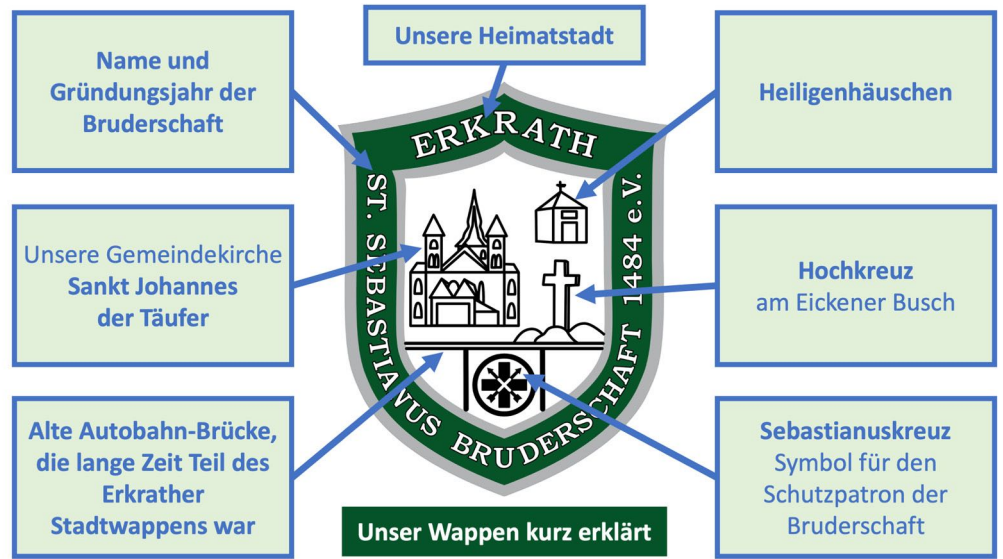 Name und
Gründungsjahr der
Bruderschaft
Unsere Heimatstadt
Heiligenhäuschen
ERKRATH
ST. SEBASTIANUS BRUDERSCHAFT 1484 e.V.
Unsere Gemeindekirche
Sankt Johannes
der Täufer
Hochkreuz
am Eickener Busch
Alte Autobahn-Brücke,
die lange Zeit Teil des
Erkrather
Stadtwappens war
Sebastianuskreuz
Symbol für den
Schutzpatron der
Bruderschaft
Unser Wappen kurz erklärt